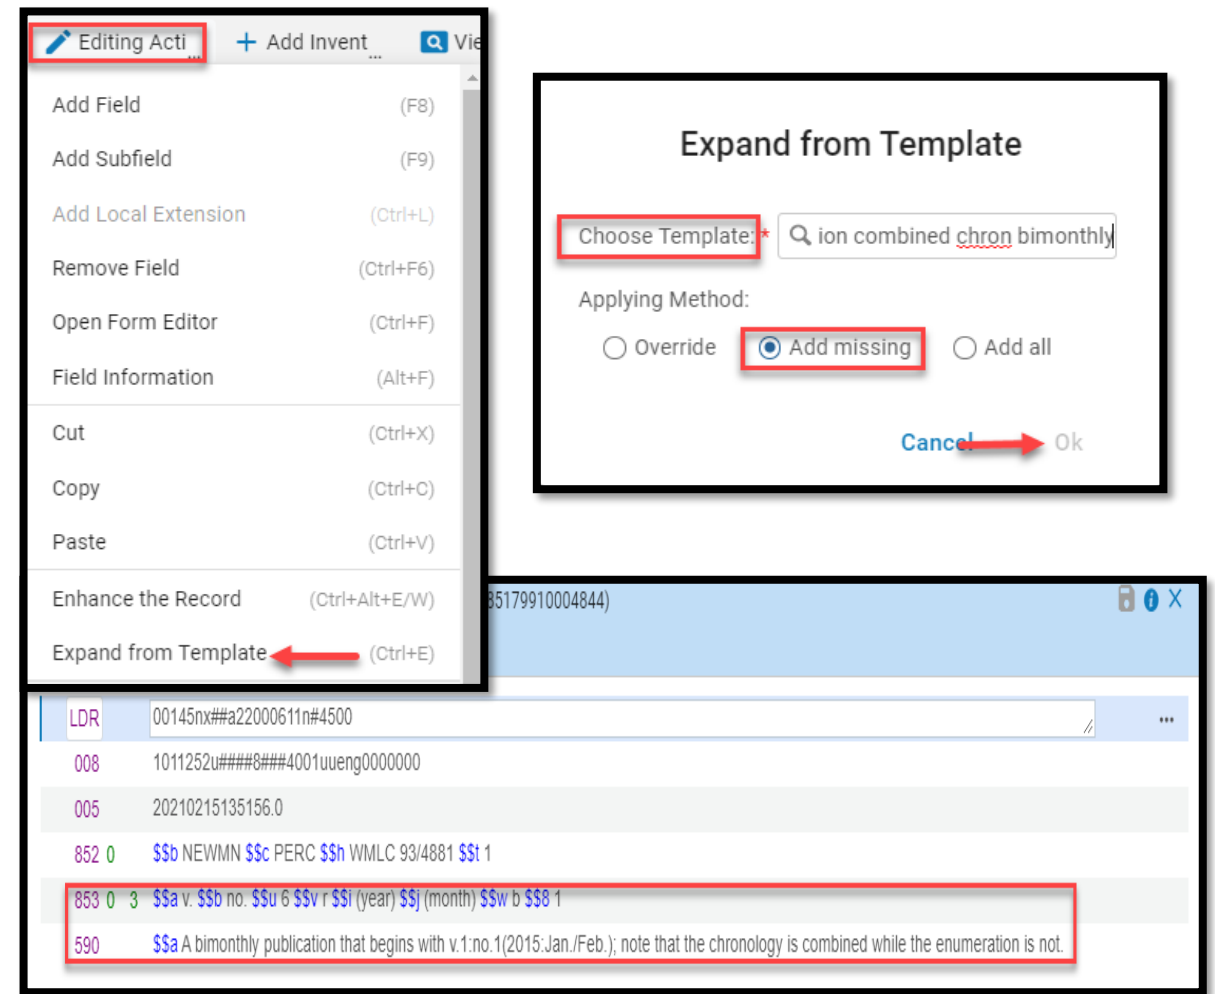 Editing Acti... + Add Invent... Vie
Add Field (F8)
Add Subfield (F9)
Add Local Extension (Ctrl+L)
Remove Field (Ctrl+F6)
Open Form Editor (Ctrl+F)
Field Information (Alt+F)
Cut (Ctrl+X)
Copy (Ctrl+C)
Paste (Ctrl+V)
Enhance the Record (Ctrl+Alt+E/W)
Expand from Template (Ctrl+E)
Expand from Template
Choose Template: * ion combined chron bimonthly
Applying Method:
Override Add missing Add all
Cancel Ok
35179910004844)
LDR 00145nx##a22000611n#4500 ...
008 1011252u####8###4001uueng0000000
005 20210215135156.0
852 0 $$b NEWMN $$c PERC $$h WMLC 93/4881 $$t 1
853 0 3 $$a v. $$b no. $$u 6 $$v r $$i (year) $$j (month) $$w b $$8 1
590 $$a A bimonthly publication that begins with v.1:no.1(2015:Jan./Feb.); note that the chronology is combined while the enumeration is not.